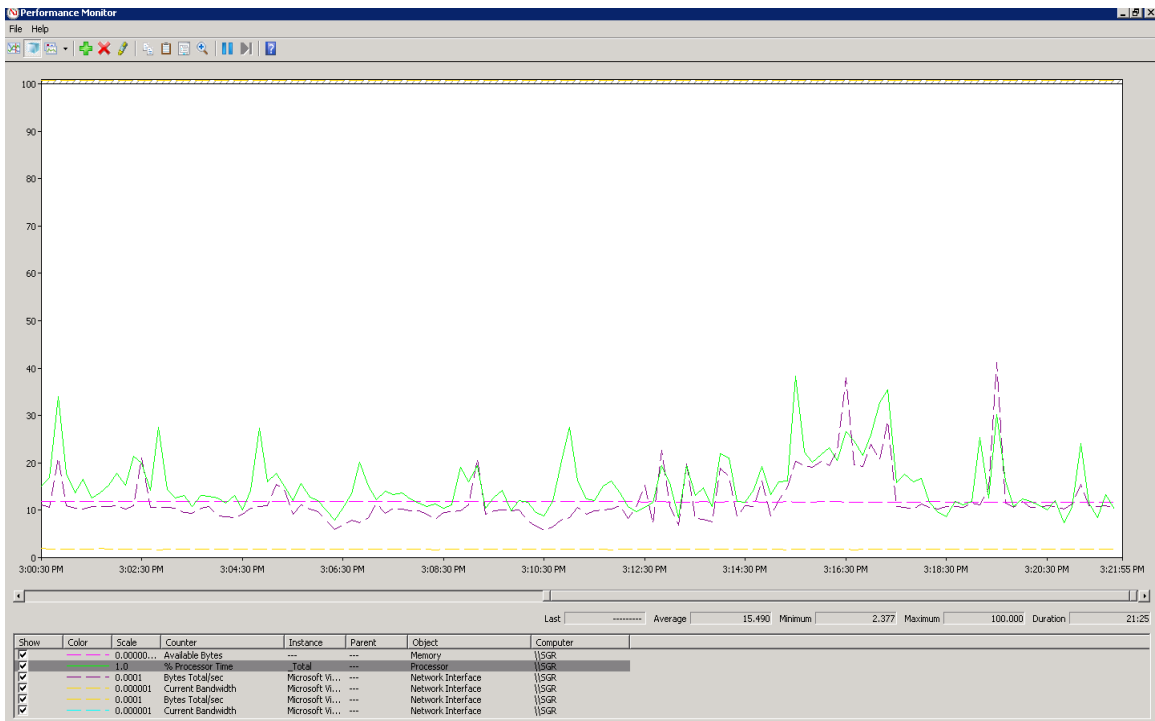 Performance Monitor
File Help
100
90
80
70
60
50
40
30
20
10
0
3:00:30 PM 3:02:30 PM 3:04:30 PM 3:06:30 PM 3:08:30 PM 3:10:30 PM 3:12:30 PM 3:14:30 PM 3:16:30 PM 3:18:30 PM 3:20:30 PM 3:21:55 PM
Last --------- Average 15.490 Minimum 2.377 Maximum 100.000 Duration 21:25
Show Color Scale Counter Instance Parent Object Computer
0.00000... Available Bytes --- --- Memory \\SGR
1.0 % Processor Time _Total --- Processor \\SGR
0.0001 Bytes Total/sec Microsoft Vi... --- Network Interface \\SGR
0.000001 Current Bandwidth Microsoft Vi... --- Network Interface \\SGR
0.0001 Bytes Total/sec Microsoft Vi... --- Network Interface \\SGR
0.000001 Current Bandwidth Microsoft Vi... --- Network Interface \\SGR